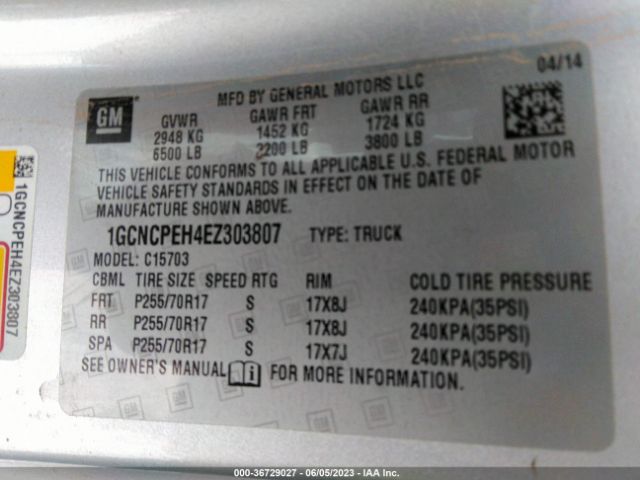 04/14
GM
MFD BY GENERAL MOTORS LLC
GVWR GAWR FRT GAWR RR
2948 KG 1452 KG 1724 KG
6500 LB 3200 LB 3800 LB
THIS VEHICLE CONFORMS TO ALL APPLICABLE U.S. FEDERAL MOTOR
VEHICLE SAFETY STANDARDS IN EFFECT ON THE DATE OF
MANUFACTURE SHOWN ABOVE.
1GCNCPEH4EZ303807 TYPE: TRUCK
MODEL: C15703
CBML TIRE SIZE SPEED RTG RIM COLD TIRE PRESSURE
FRT P255/70R17 S 17X8J 240KPA(35PSI)
RR P255/70R17 S 17X8J 240KPA(35PSI)
SPA P255/70R17 S 17X7J 240KPA(35PSI)
SEE OWNER'S MANUAL FOR MORE INFORMATION.
1GCNCPEH4EZ303807
000-36729027 - 06/05/2023 - IAA Inc.